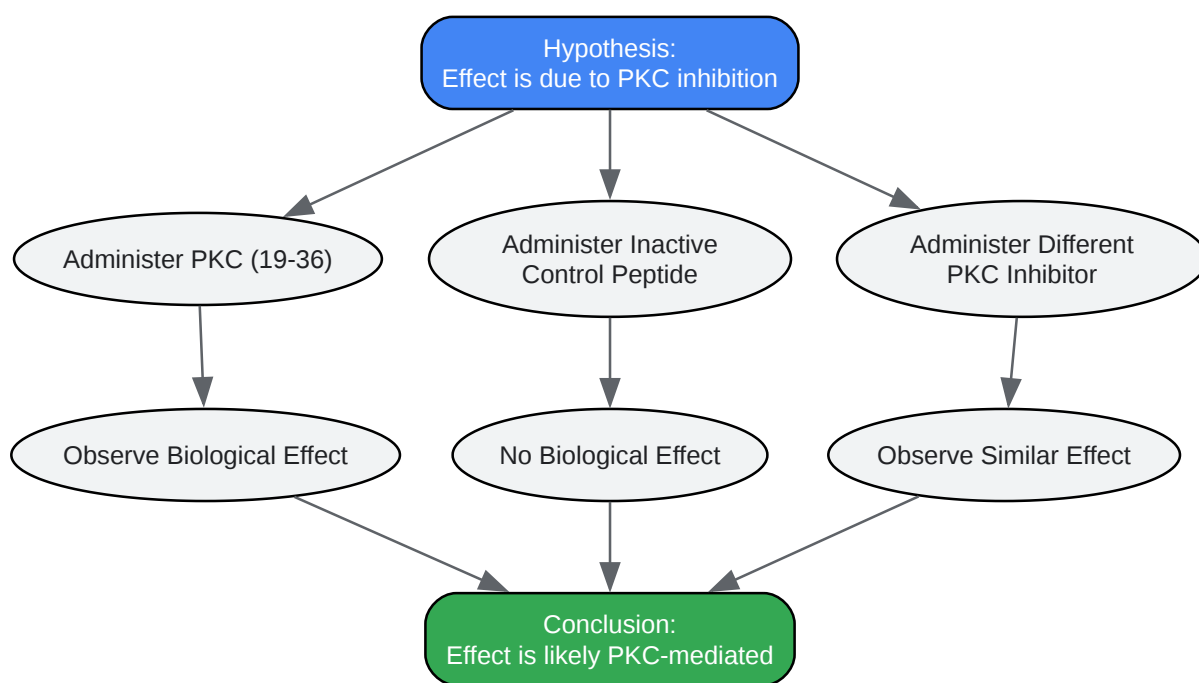 Hypothesis:
Effect is due to PKC inhibition
Administer PKC (19-36)
Administer Inactive
Control Peptide
Administer Different
PKC Inhibitor
Observe Biological Effect
No Biological Effect
Observe Similar Effect
Conclusion:
Effect is likely PKC-mediated